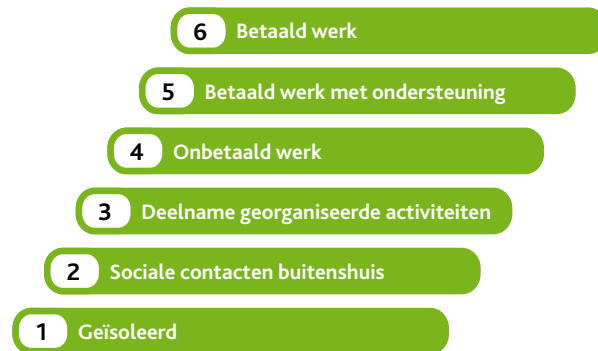 6 Betaald werk
5 Betaald werk met ondersteuning
4 Onbetaald werk
3 Deelname georganiseerde activiteiten
2 Sociale contacten buitenshuis
1 Geïsoleerd